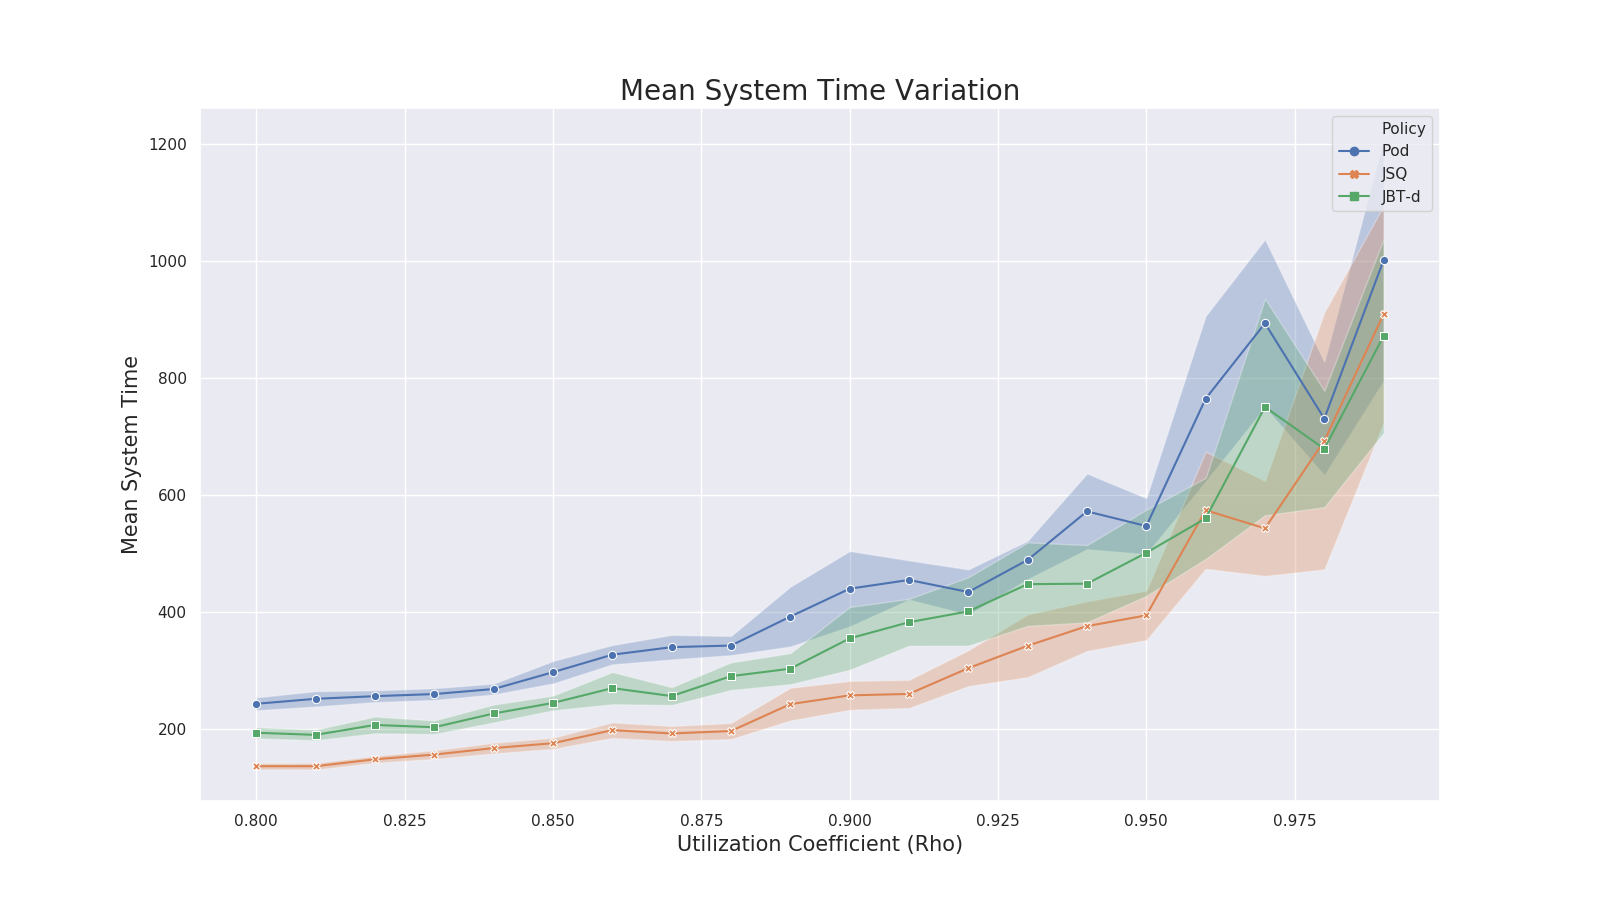 Mean System Time Variation
Policy
Pod
JSQ
JBT-d
1200
1000
800
600
400
200
Mean System Time
0.800 0.825 0.850 0.875 0.900 0.925 0.950 0.975
Utilization Coefficient (Rho)